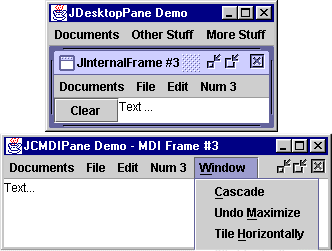 JDesktopPane Demo
Documents Other Stuff More Stuff
JInternalFrame #3
Documents File Edit Num 3
Clear Text ...
JCMDIPane Demo - MDI Frame #3
Documents File Edit Num 3 Window
Text...
Cascade
Undo Maximize
Tile Horizontally